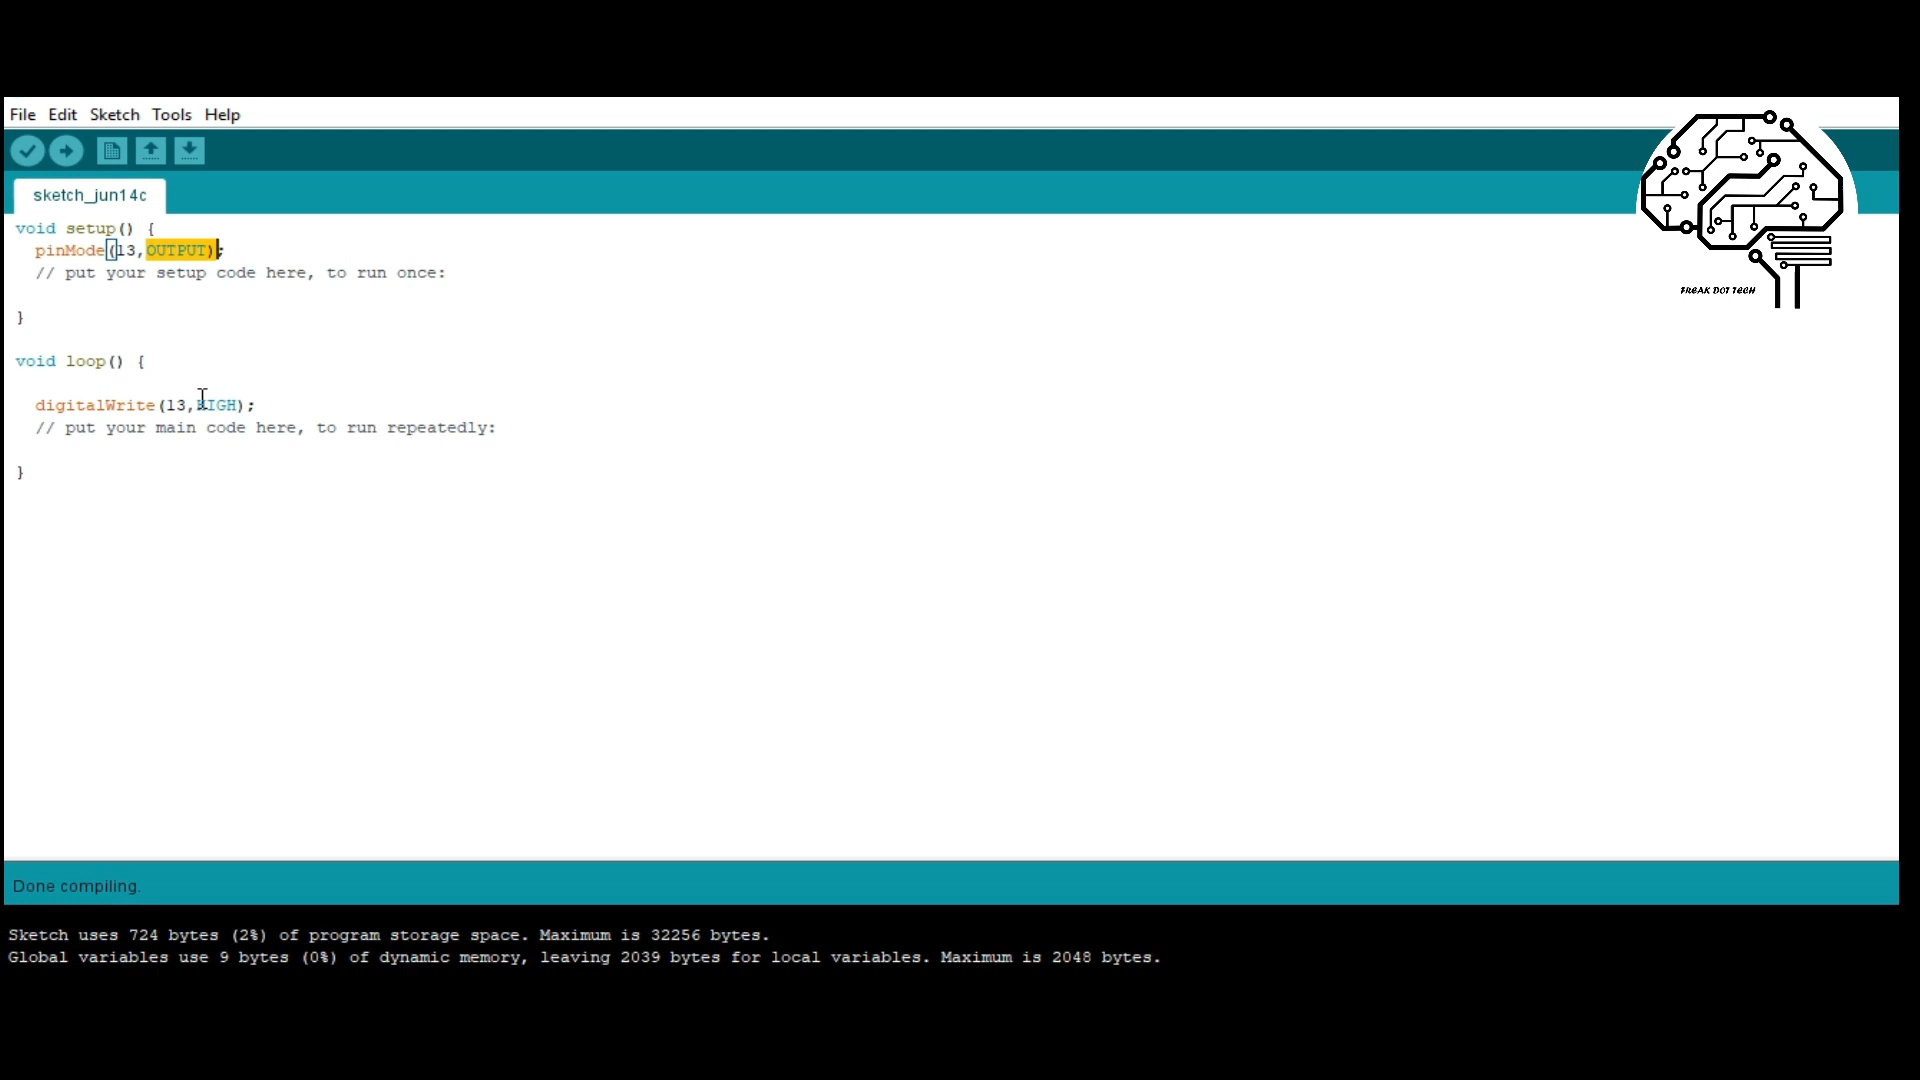 File Edit Sketch Tools Help
sketch_jun14c
void setup() {
pinMode(13,OUTPUT);
// put your setup code here, to run once:
}
void loop() {
digitalWrite(13,HIGH);
// put your main code here, to run repeatedly:
}
Done compiling.
Sketch uses 724 bytes (2%) of program storage space. Maximum is 32256 bytes.
Global variables use 9 bytes (0%) of dynamic memory, leaving 2039 bytes for local variables. Maximum is 2048 bytes.
FREAK DOT TECH